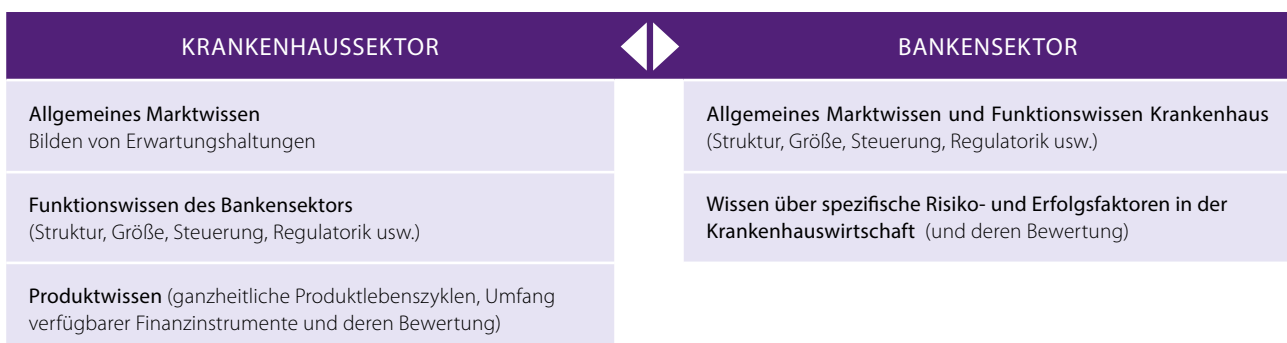 KRANKENHAUSSEKTOR
Allgemeines Marktwissen
Bilden von Erwartungshaltungen
Funktionswissen des Bankensektors
(Struktur, Größe, Steuerung, Regulatorik usw.)
Produktwissen (ganzheitliche Produktlebenszyklen, Umfang
verfügbarer Finanzinstrumente und deren Bewertung)
BANKENSEKTOR
Allgemeines Marktwissen und Funktionswissen Krankenhaus
(Struktur, Größe, Steuerung, Regulatorik usw.)
Wissen über spezifische Risiko- und Erfolgsfaktoren in der
Krankenhauswirtschaft (und deren Bewertung)